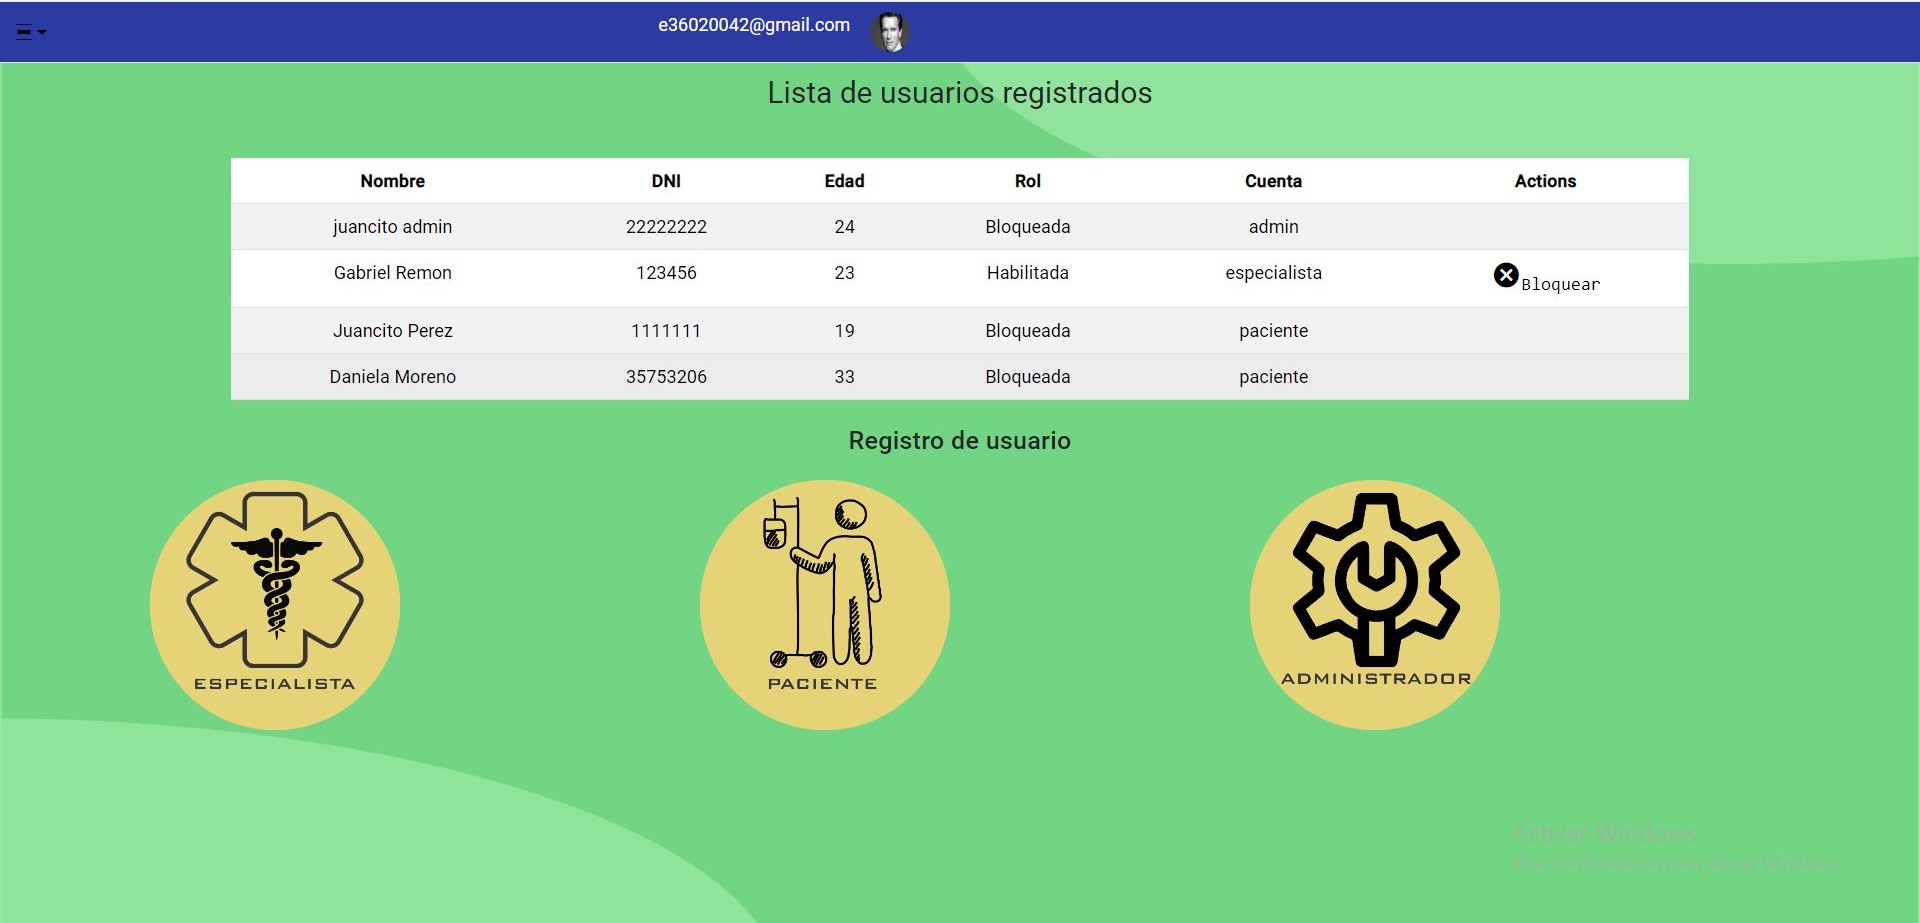 e36020042@gmail.com
Lista de usuarios registrados
Nombre DNI Edad Rol Cuenta Actions
juancito admin 22222222 24 Bloqueada admin
Gabriel Remon 123456 23 Habilitada especialista Bloquear
Juancito Perez 1111111 19 Bloqueada paciente
Daniela Moreno 35753206 33 Bloqueada paciente
Registro de usuario
ESPECIALISTA
PACIENTE
ADMINISTRADOR
Activar Windows
Ve a Configuración para activar Windows.